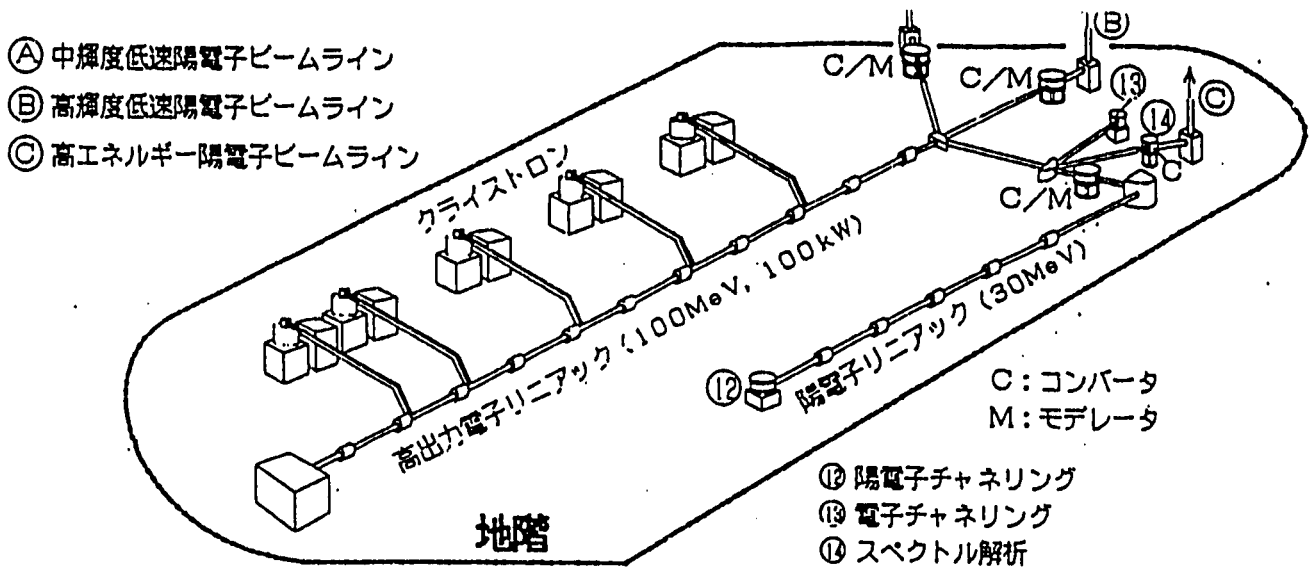 Ⓐ 中輝度低速陽電子ビームライン
Ⓑ 高輝度低速陽電子ビームライン
Ⓒ 高エネルギー陽電子ビームライン
C/M
C/M
Ⓑ
⑬
⑭
Ⓒ
C
C/M
クライストロン
高出力電子リニアック (100MeV, 100kW)
⑫
陽電子リニアック (30MeV)
C:コンバータ
M:モデレータ
⑫ 陽電子チャネリング
⑬ 電子チャネリング
⑭ スペクトル解析
地階